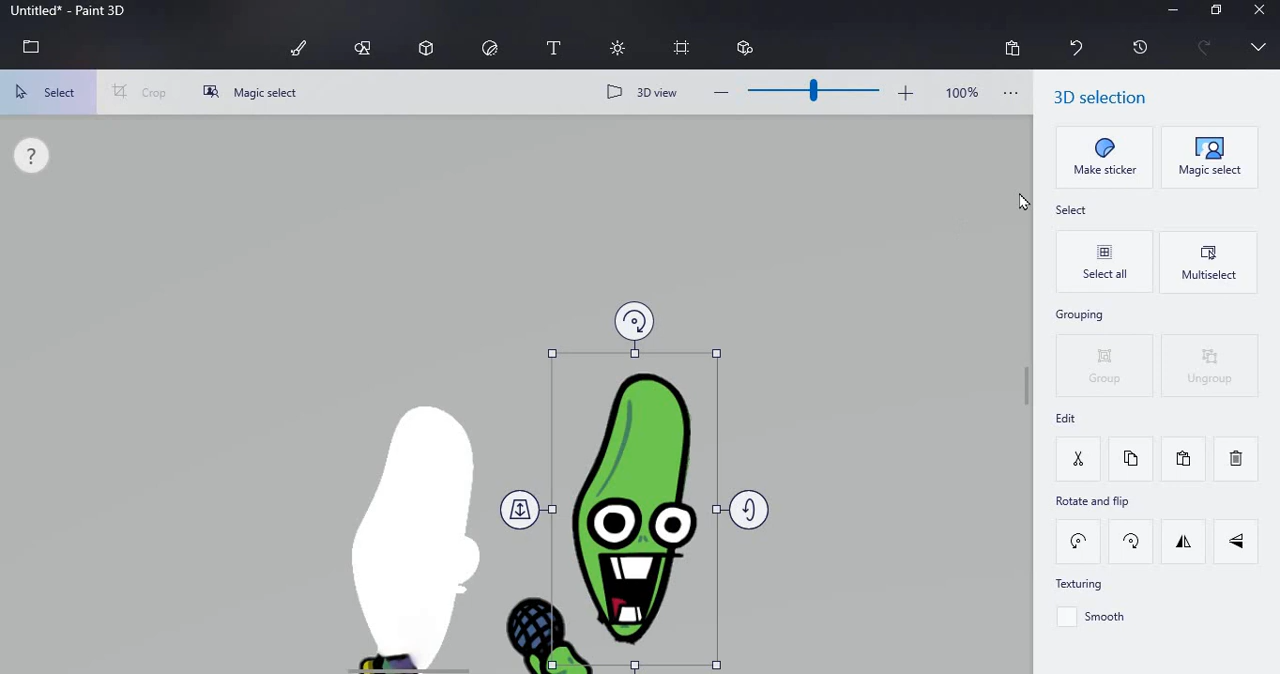 Untitled* - Paint 3D
Select
Crop
Magic select
3D view
100%
?
3D selection
Make sticker
Magic select
Select
Select all
Multiselect
Grouping
Group
Ungroup
Edit
Rotate and flip
Texturing
Smooth